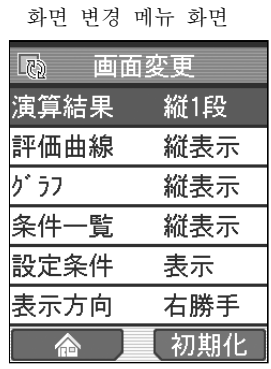 화면 변경 메뉴 화면
画面変更
演算結果 縦1段
評価曲線 縦表示
ｸﾞﾗﾌ 縦表示
条件一覧 縦表示
設定条件 表示
表示方向 右勝手
初期化